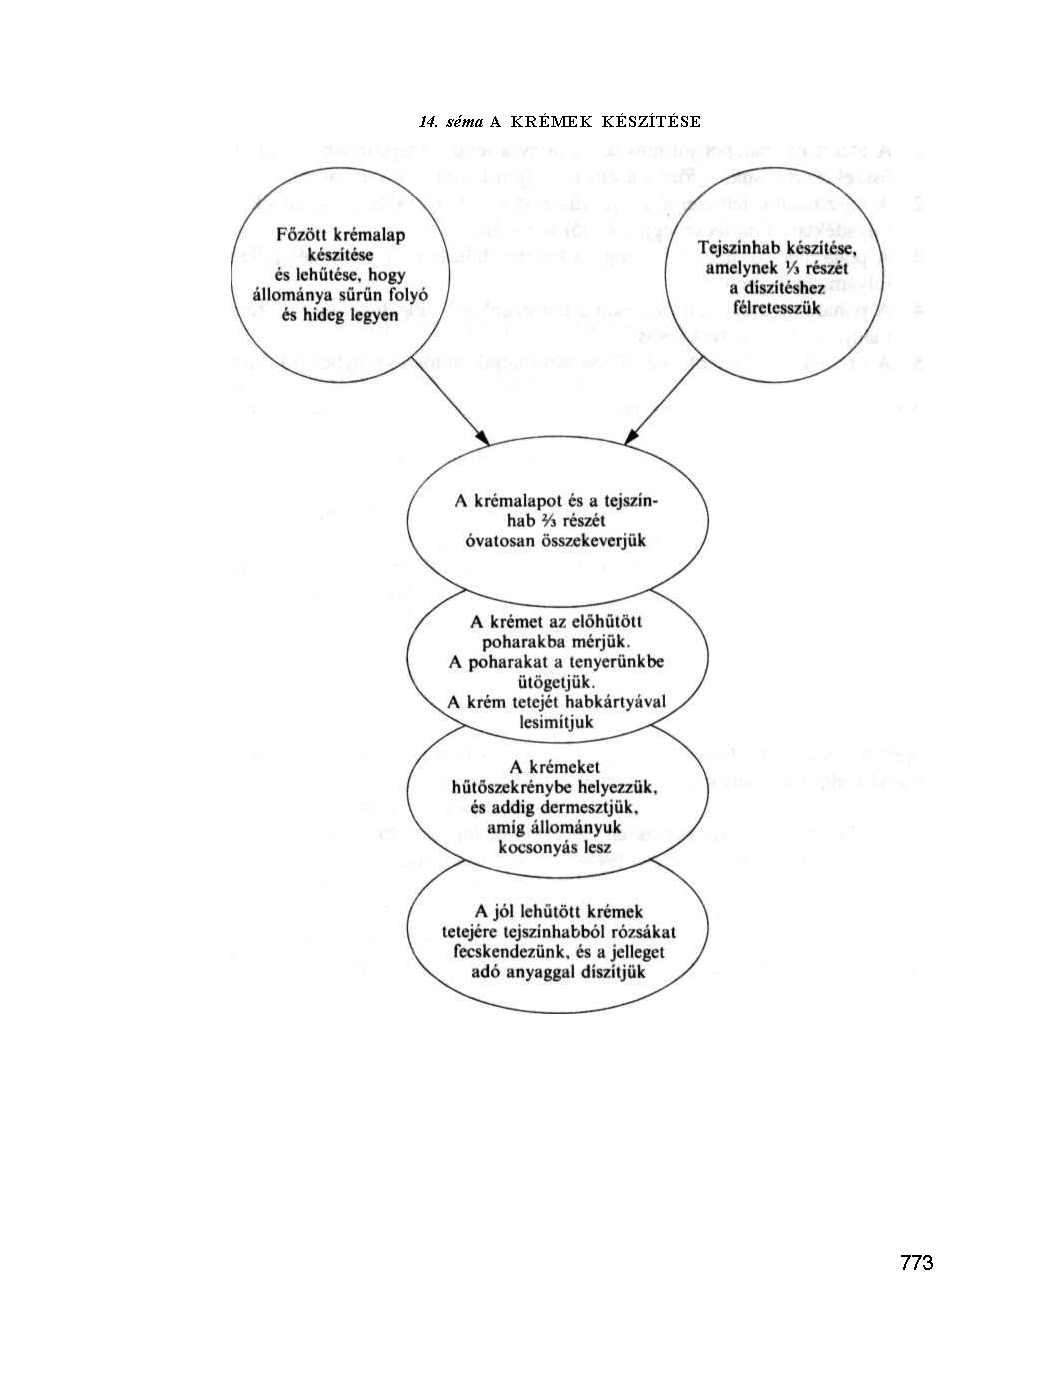 14. séma A KRÉMEK KÉSZÍTÉSE
Főzött krémalap
készítése
és lehűtése, hogy
állománya sűrűn folyó
és hideg legyen
Tejszínhab készítése,
amelynek ⅓ részét
a díszítéshez
félretesszük
A krémalapot és a tejszín-
hab ⅔ részét
óvatosan összekeverjük
A krémet az előhűtött
poharakba mérjük.
A poharakat a tenyerünkbe
ütögetjük.
A krém tetejét habkártyával
lesimítjuk
A krémeket
hűtőszekrénybe helyezzük,
és addig dermesztjük,
amíg állományuk
kocsonyás lesz
A jól lehűtött krémek
tetejére tejszínhabból rózsákat
fecskendezünk, és a jelleget
adó anyaggal díszítjük
773